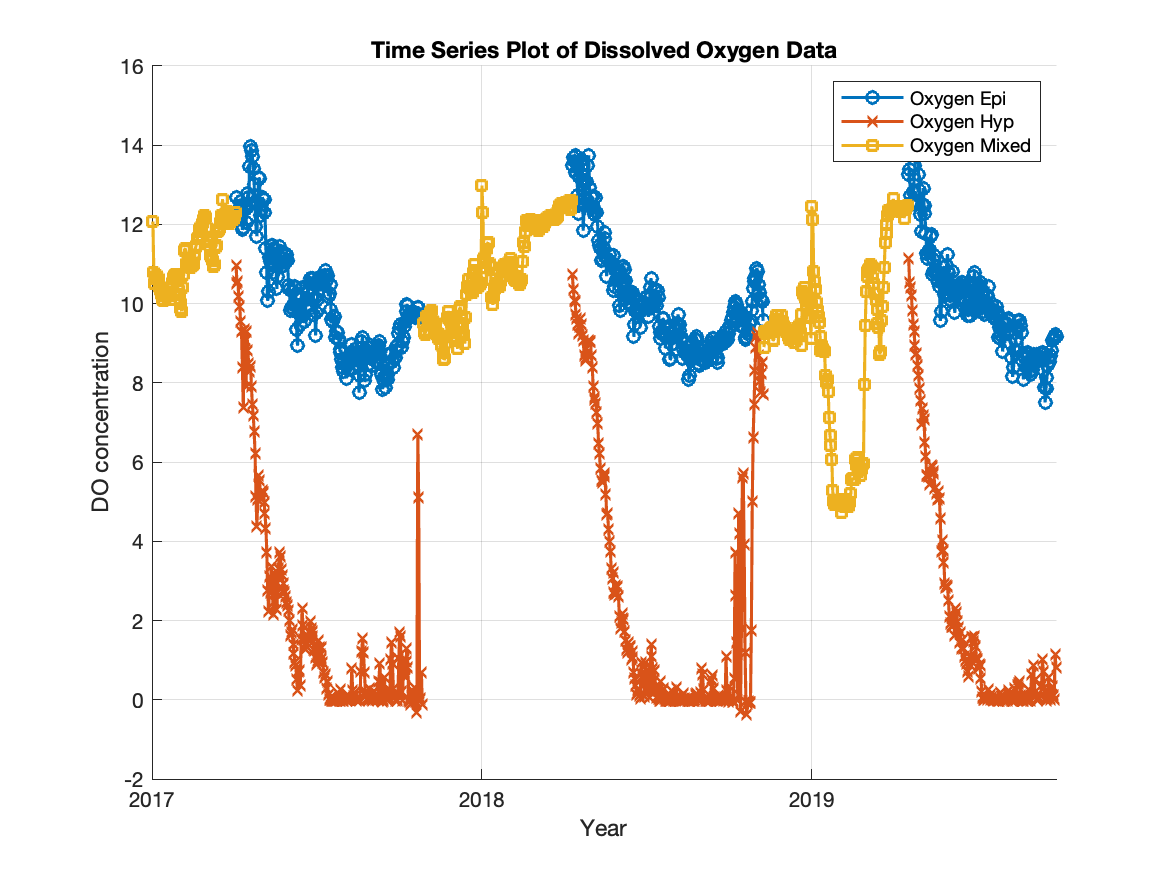 Time Series Plot of Dissolved Oxygen Data
16
14
12
10
8
6
4
2
0
-2
DO concentration
Oxygen Epi
Oxygen Hyp
Oxygen Mixed
2017 2018 2019
Year